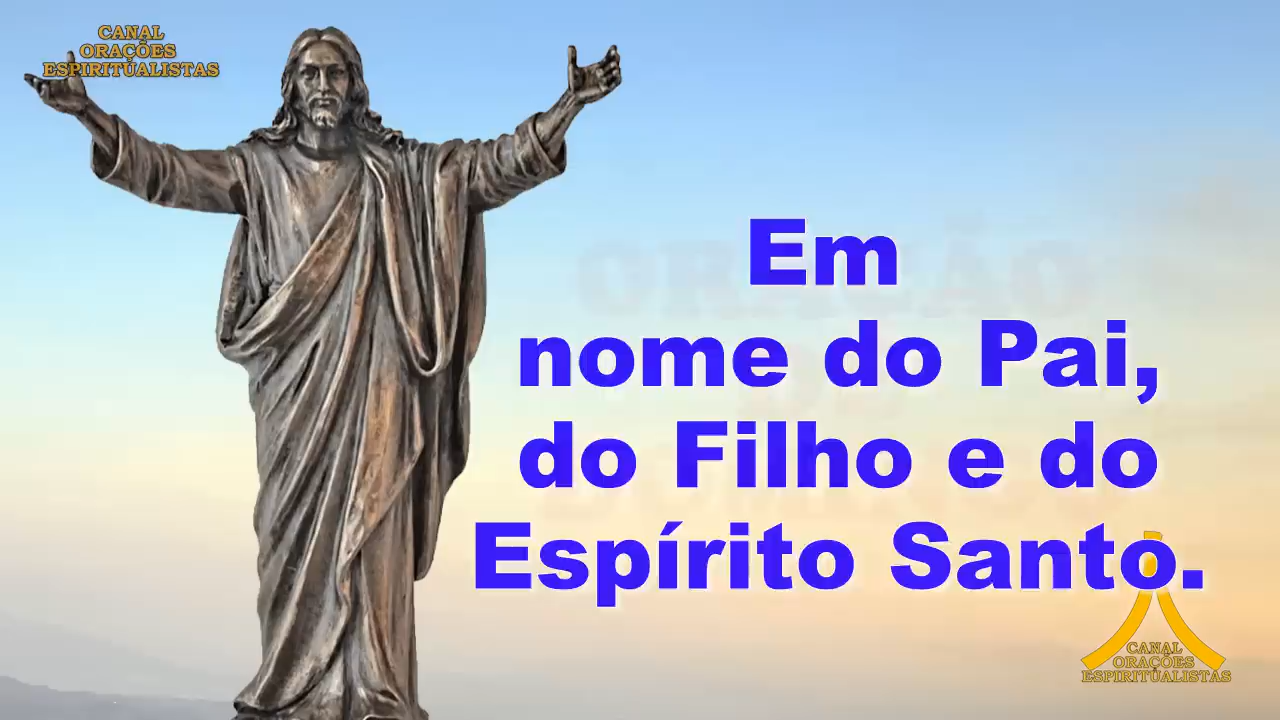 CANAL
ORAÇÕES
ESPIRITUALISTAS
Em
nome do Pai,
do Filho e do
Espírito Santo.
CANAL
ORAÇÕES
ESPIRITUALISTAS